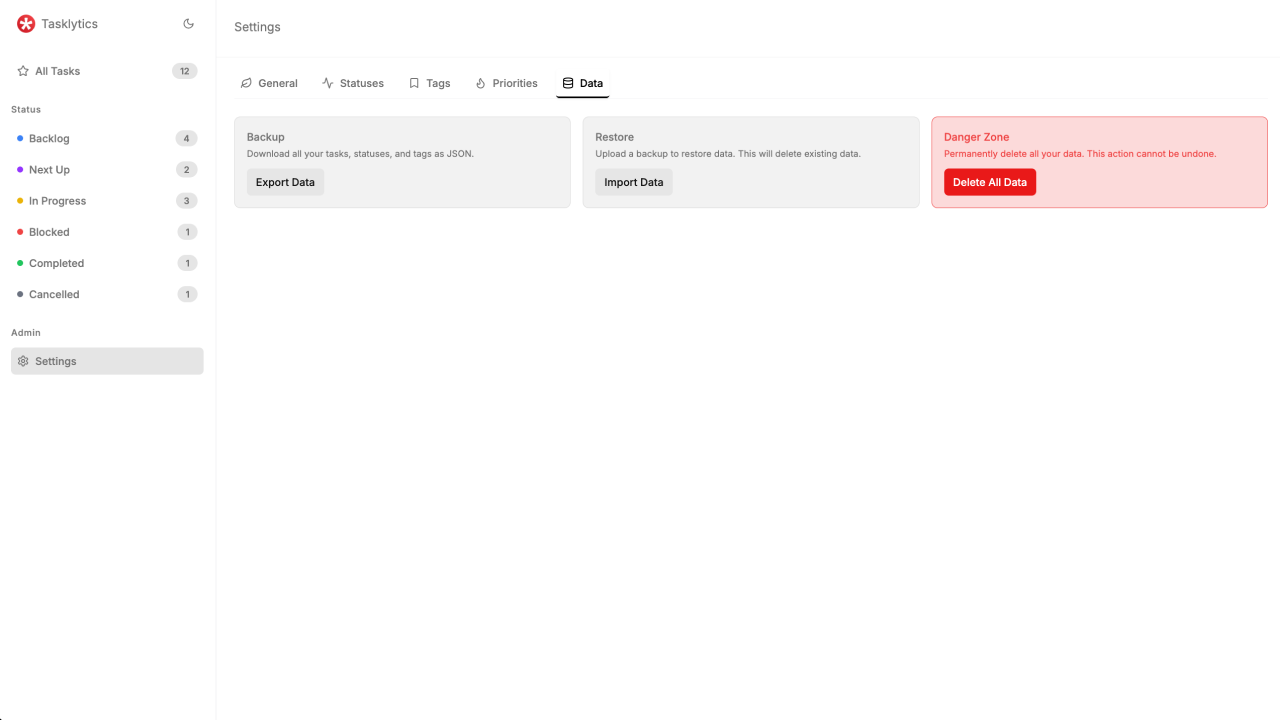 Tasklytics
All Tasks 12
Status
Backlog 4
Next Up 2
In Progress 3
Blocked 1
Completed 1
Cancelled 1
Admin
Settings
Settings
General Statuses Tags Priorities Data
Backup
Download all your tasks, statuses, and tags as JSON.
Export Data
Restore
Upload a backup to restore data. This will delete existing data.
Import Data
Danger Zone
Permanently delete all your data. This action cannot be undone.
Delete All Data